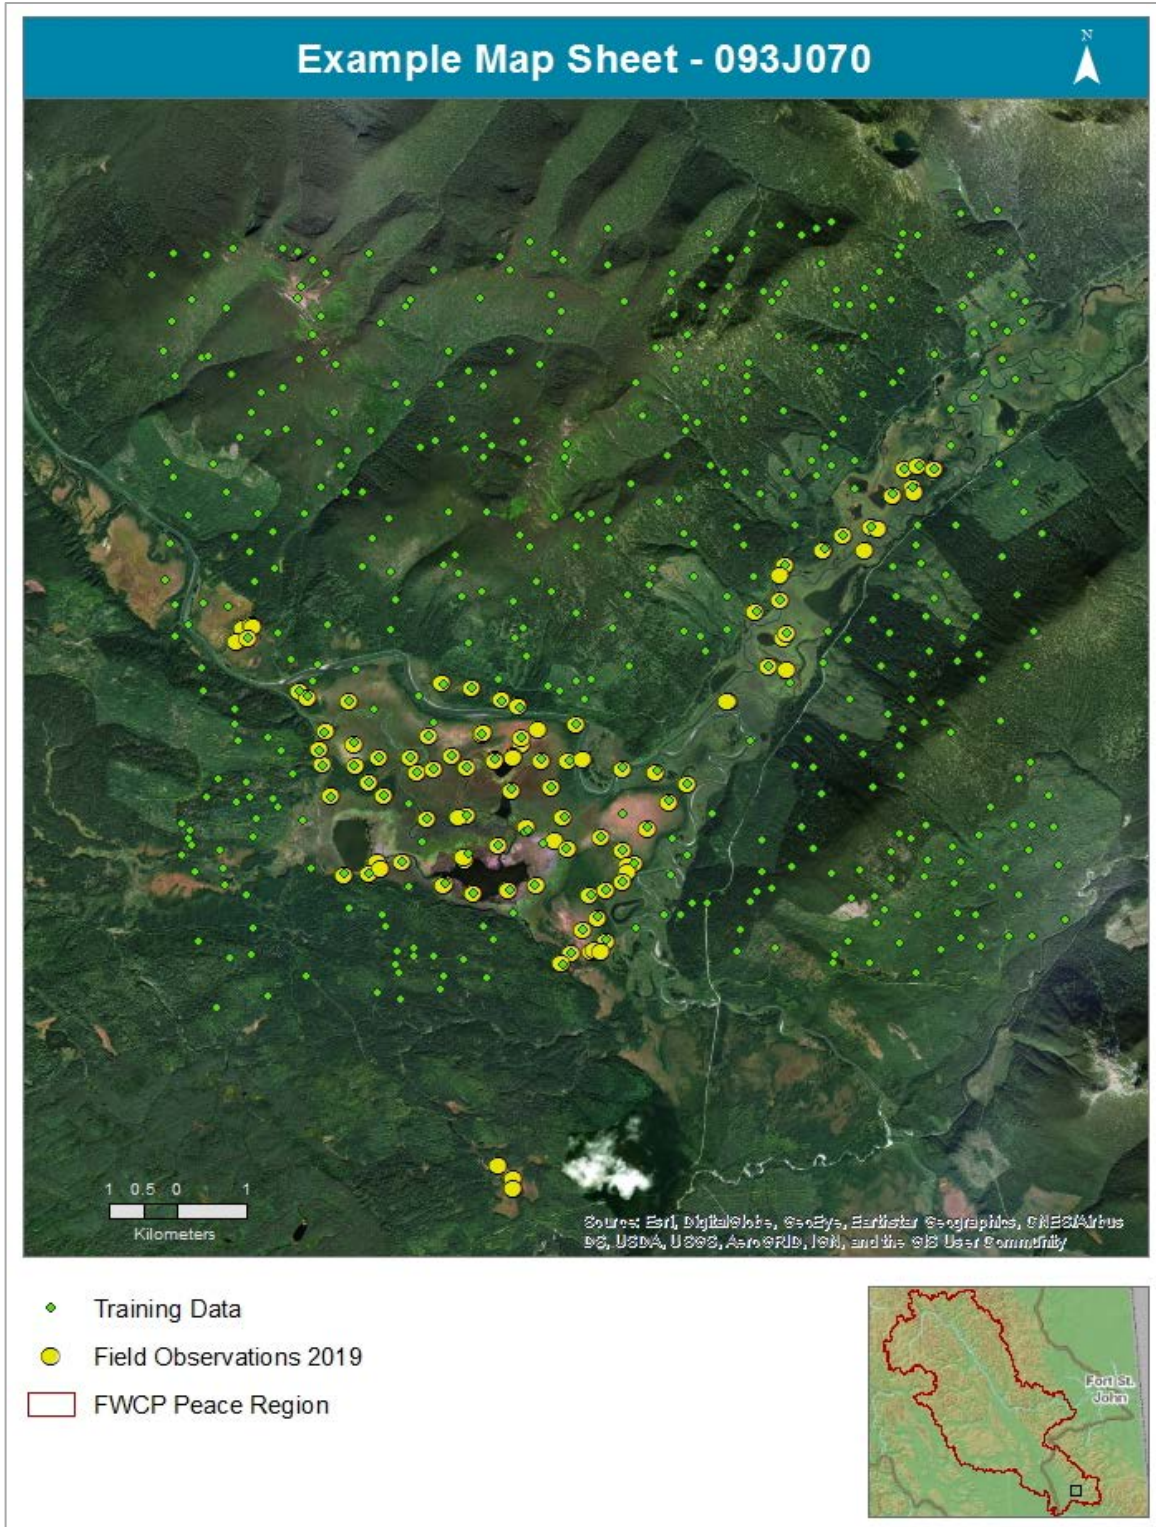 Example Map Sheet - 093J070
N
1 0.5 0 1
Kilometers
Source: Esri, DigitalGlobe, GeoEye, Earthstar Geographics, CNES/Airbus
DS, USDA, USGS, AeroGRID, IGN, and the GIS User Community
Training Data
Field Observations 2019
FWCP Peace Region
Fort St.
John